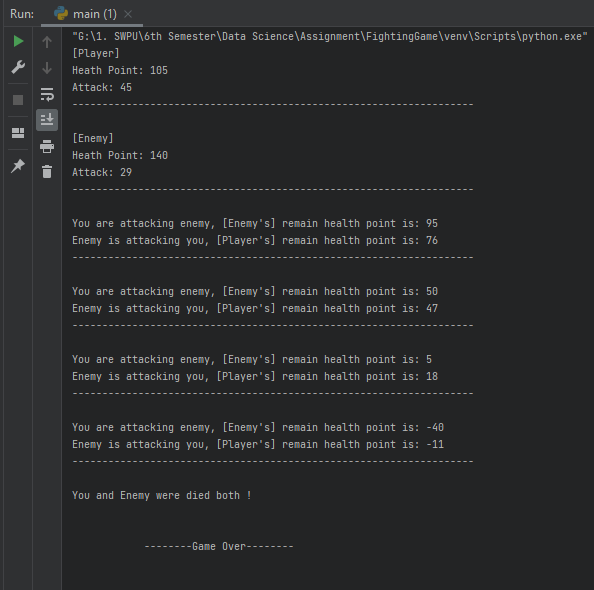 Run: main (1)
"G:\1. SWPU\6th Semester\Data Science\Assignment\FightingGame\venv\Scripts\python.exe"
[Player]
Heath Point: 105
Attack: 45
-------------------------------------------------------------------
[Enemy]
Heath Point: 140
Attack: 29
-------------------------------------------------------------------
You are attacking enemy, [Enemy's] remain health point is: 95
Enemy is attacking you, [Player's] remain health point is: 76
-------------------------------------------------------------------
You are attacking enemy, [Enemy's] remain health point is: 50
Enemy is attacking you, [Player's] remain health point is: 47
-------------------------------------------------------------------
You are attacking enemy, [Enemy's] remain health point is: 5
Enemy is attacking you, [Player's] remain health point is: 18
-------------------------------------------------------------------
You are attacking enemy, [Enemy's] remain health point is: -40
Enemy is attacking you, [Player's] remain health point is: -11
-------------------------------------------------------------------
You and Enemy were died both !
--------Game Over--------